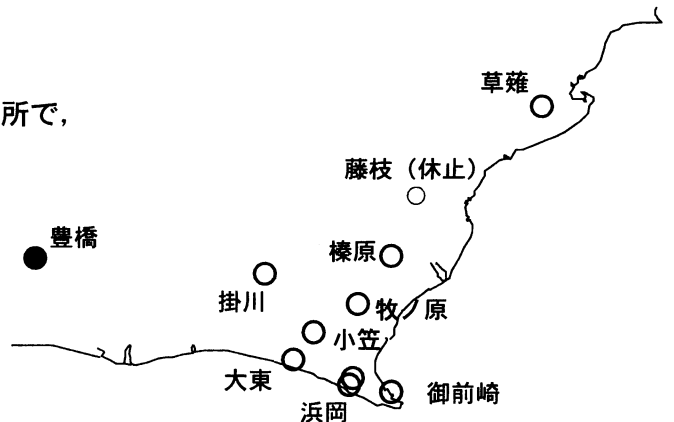 草薙
所で，
藤枝（休止）
豊橋
榛原
掛川
牧ノ原
小笠
大東
御前崎
浜岡